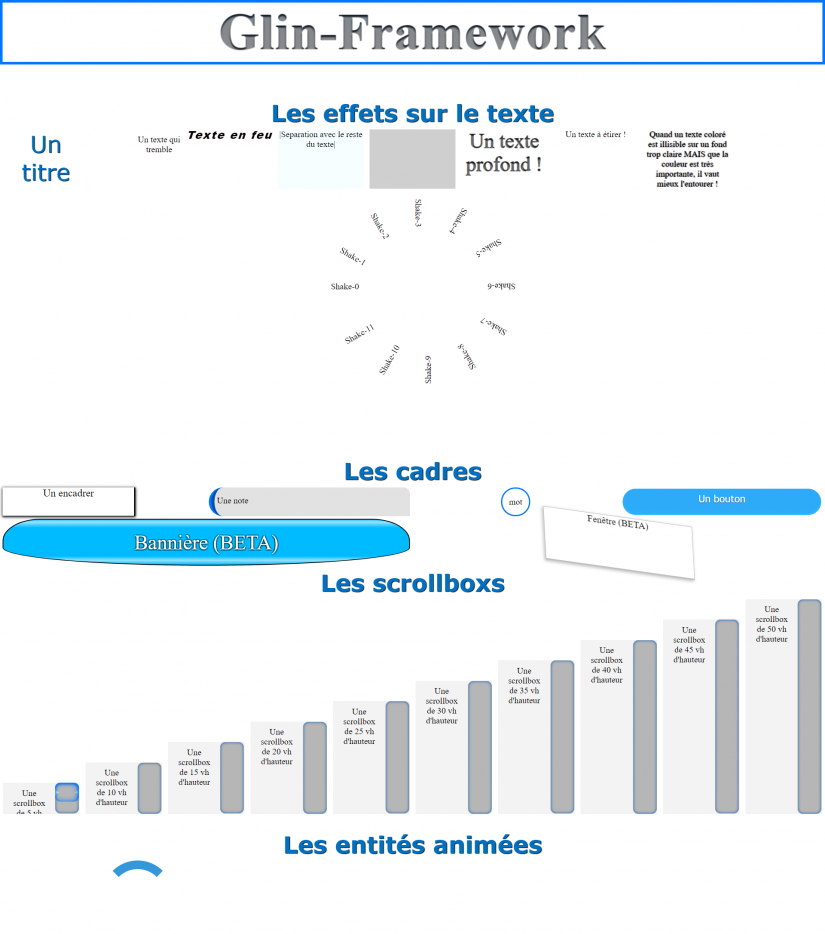 Glin-Framework
Les effets sur le texte
Un
titre
Un texte qui
tremble
Texte en feu
|Separation avec le reste
du texte|
Un texte
profond !
Un texte à étirer !
Quand un texte coloré
est illisible sur un fond
trop claire MAIS que la
couleur est très
importante, il vaut
mieux l'entourer !
Shake-0
Shake-1
Shake-2
Shake-3
Shake-4
Shake-5
Shake-6
Shake-7
Shake-8
Shake-9
Shake-10
Shake-11
Les cadres
Un encadrer
Une note
mot
Un bouton
Bannière (BETA)
Fenêtre (BETA)
Les scrollboxs
Une
scrollbox
de 5 vh
Une
scrollbox
de 10 vh
d'hauteur
Une
scrollbox
de 15 vh
d'hauteur
Une
scrollbox
de 20 vh
d'hauteur
Une
scrollbox
de 25 vh
d'hauteur
Une
scrollbox
de 30 vh
d'hauteur
Une
scrollbox
de 35 vh
d'hauteur
Une
scrollbox
de 40 vh
d'hauteur
Une
scrollbox
de 45 vh
d'hauteur
Une
scrollbox
de 50 vh
d'hauteur
Les entités animées